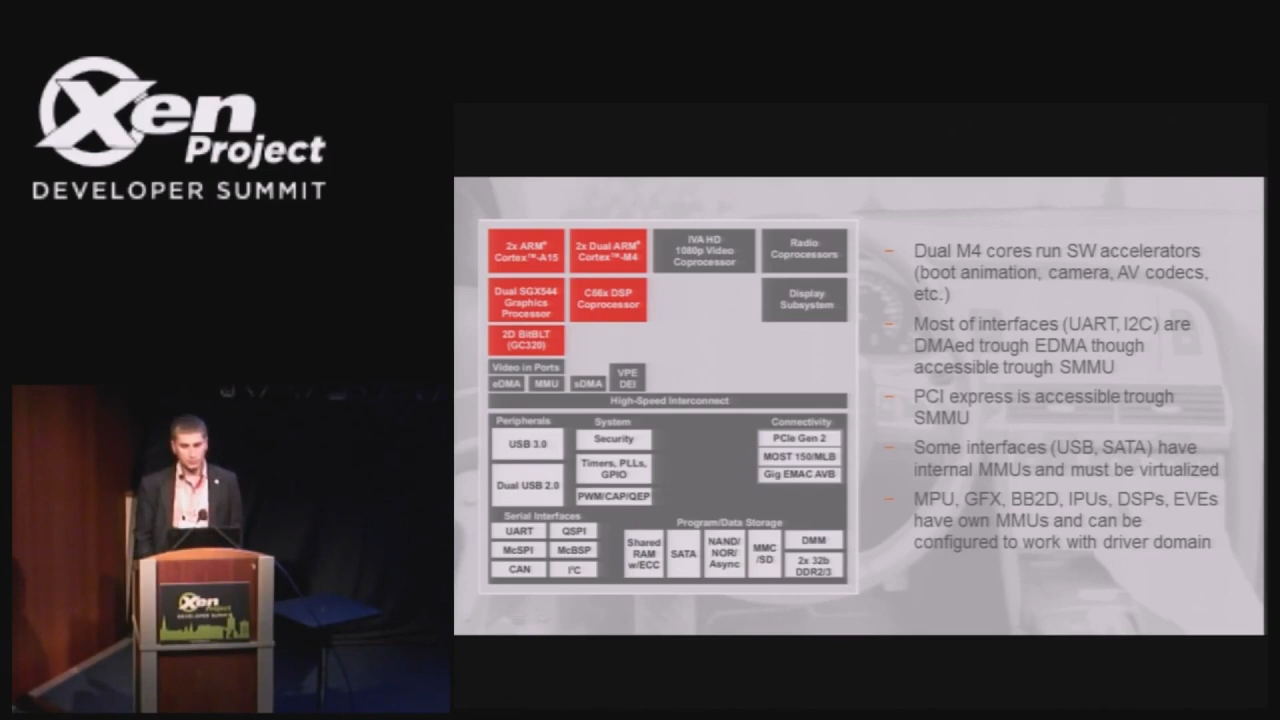 Xen
Project
DEVELOPER SUMMIT
2x ARM®
Cortex™-A15
2x Dual ARM®
Cortex™-M4
IVA HD
1080p Video
Coprocessor
Radio
Coprocessors
Dual SGX544
Graphics
Processor
C66x DSP
Coprocessor
Display
Subsystem
2D BitBLT
(GC320)
Video in Ports
eDMA
MMU
sDMA
VPE
DEI
High-Speed Interconnect
Peripherals
System
Connectivity
USB 3.0
Dual USB 2.0
Security
Timers, PLLs,
GPIO
PWM/CAP/QEP
PCIe Gen 2
MOST 150/MLB
Gig EMAC AVB
Serial Interfaces
UART
QSPI
McSPI
McBSP
CAN
I²C
Program/Data Storage
Shared
RAM
w/ECC
SATA
NAND/
NOR/
Async
MMC
/SD
DMM
2x 32b
DDR2/3
– Dual M4 cores run SW accelerators
(boot animation, camera, AV codecs,
etc.)
– Most of interfaces (UART, I2C) are
DMAed trough EDMA though
accessible trough SMMU
– PCI express is accessible trough
SMMU
– Some interfaces (USB, SATA) have
internal MMUs and must be virtualized
– MPU, GFX, BB2D, IPUs, DSPs, EVEs
have own MMUs and can be
configured to work with driver domain
Xen
Project
DEVELOPER SUMMIT